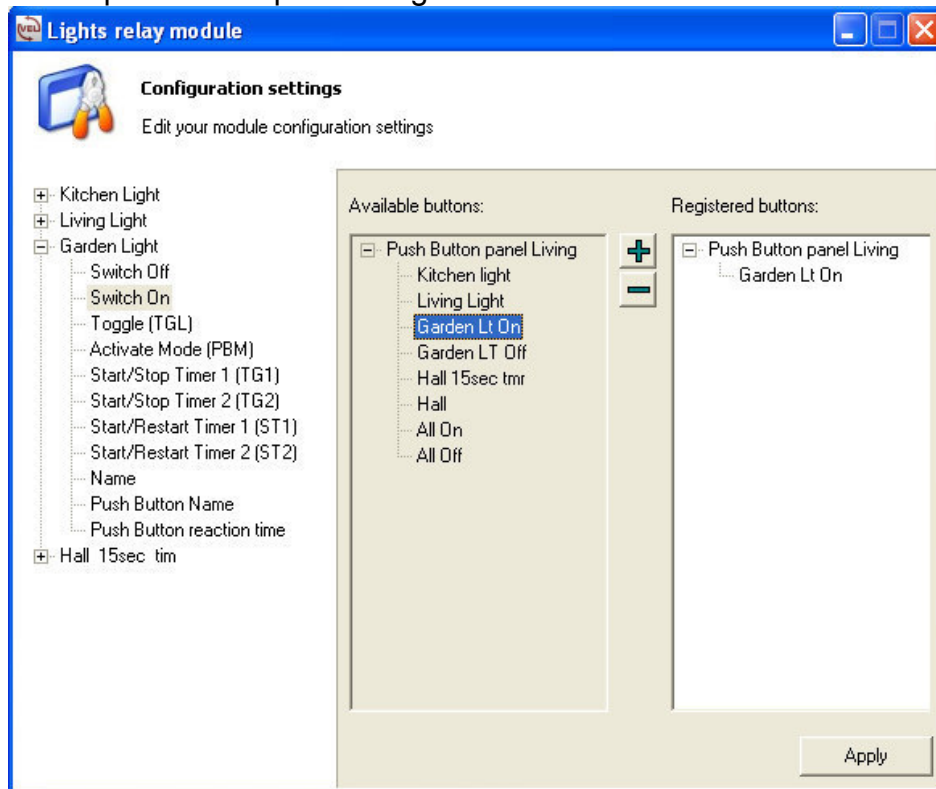 Lights relay module
Configuration settings
Edit your module configuration settings
Kitchen Light
Living Light
Garden Light
Switch Off
Switch On
Toggle (TGL)
Activate Mode (PBM)
Start/Stop Timer 1 (TG1)
Start/Stop Timer 2 (TG2)
Start/Restart Timer 1 (ST1)
Start/Restart Timer 2 (ST2)
Name
Push Button Name
Push Button reaction time
Hall 15sec tim
Available buttons:
Push Button panel Living
Kitchen light
Living Light
Garden Lt On
Garden LT Off
Hall 15sec tmr
Hall
All On
All Off
Registered buttons:
Push Button panel Living
Garden Lt On
Apply